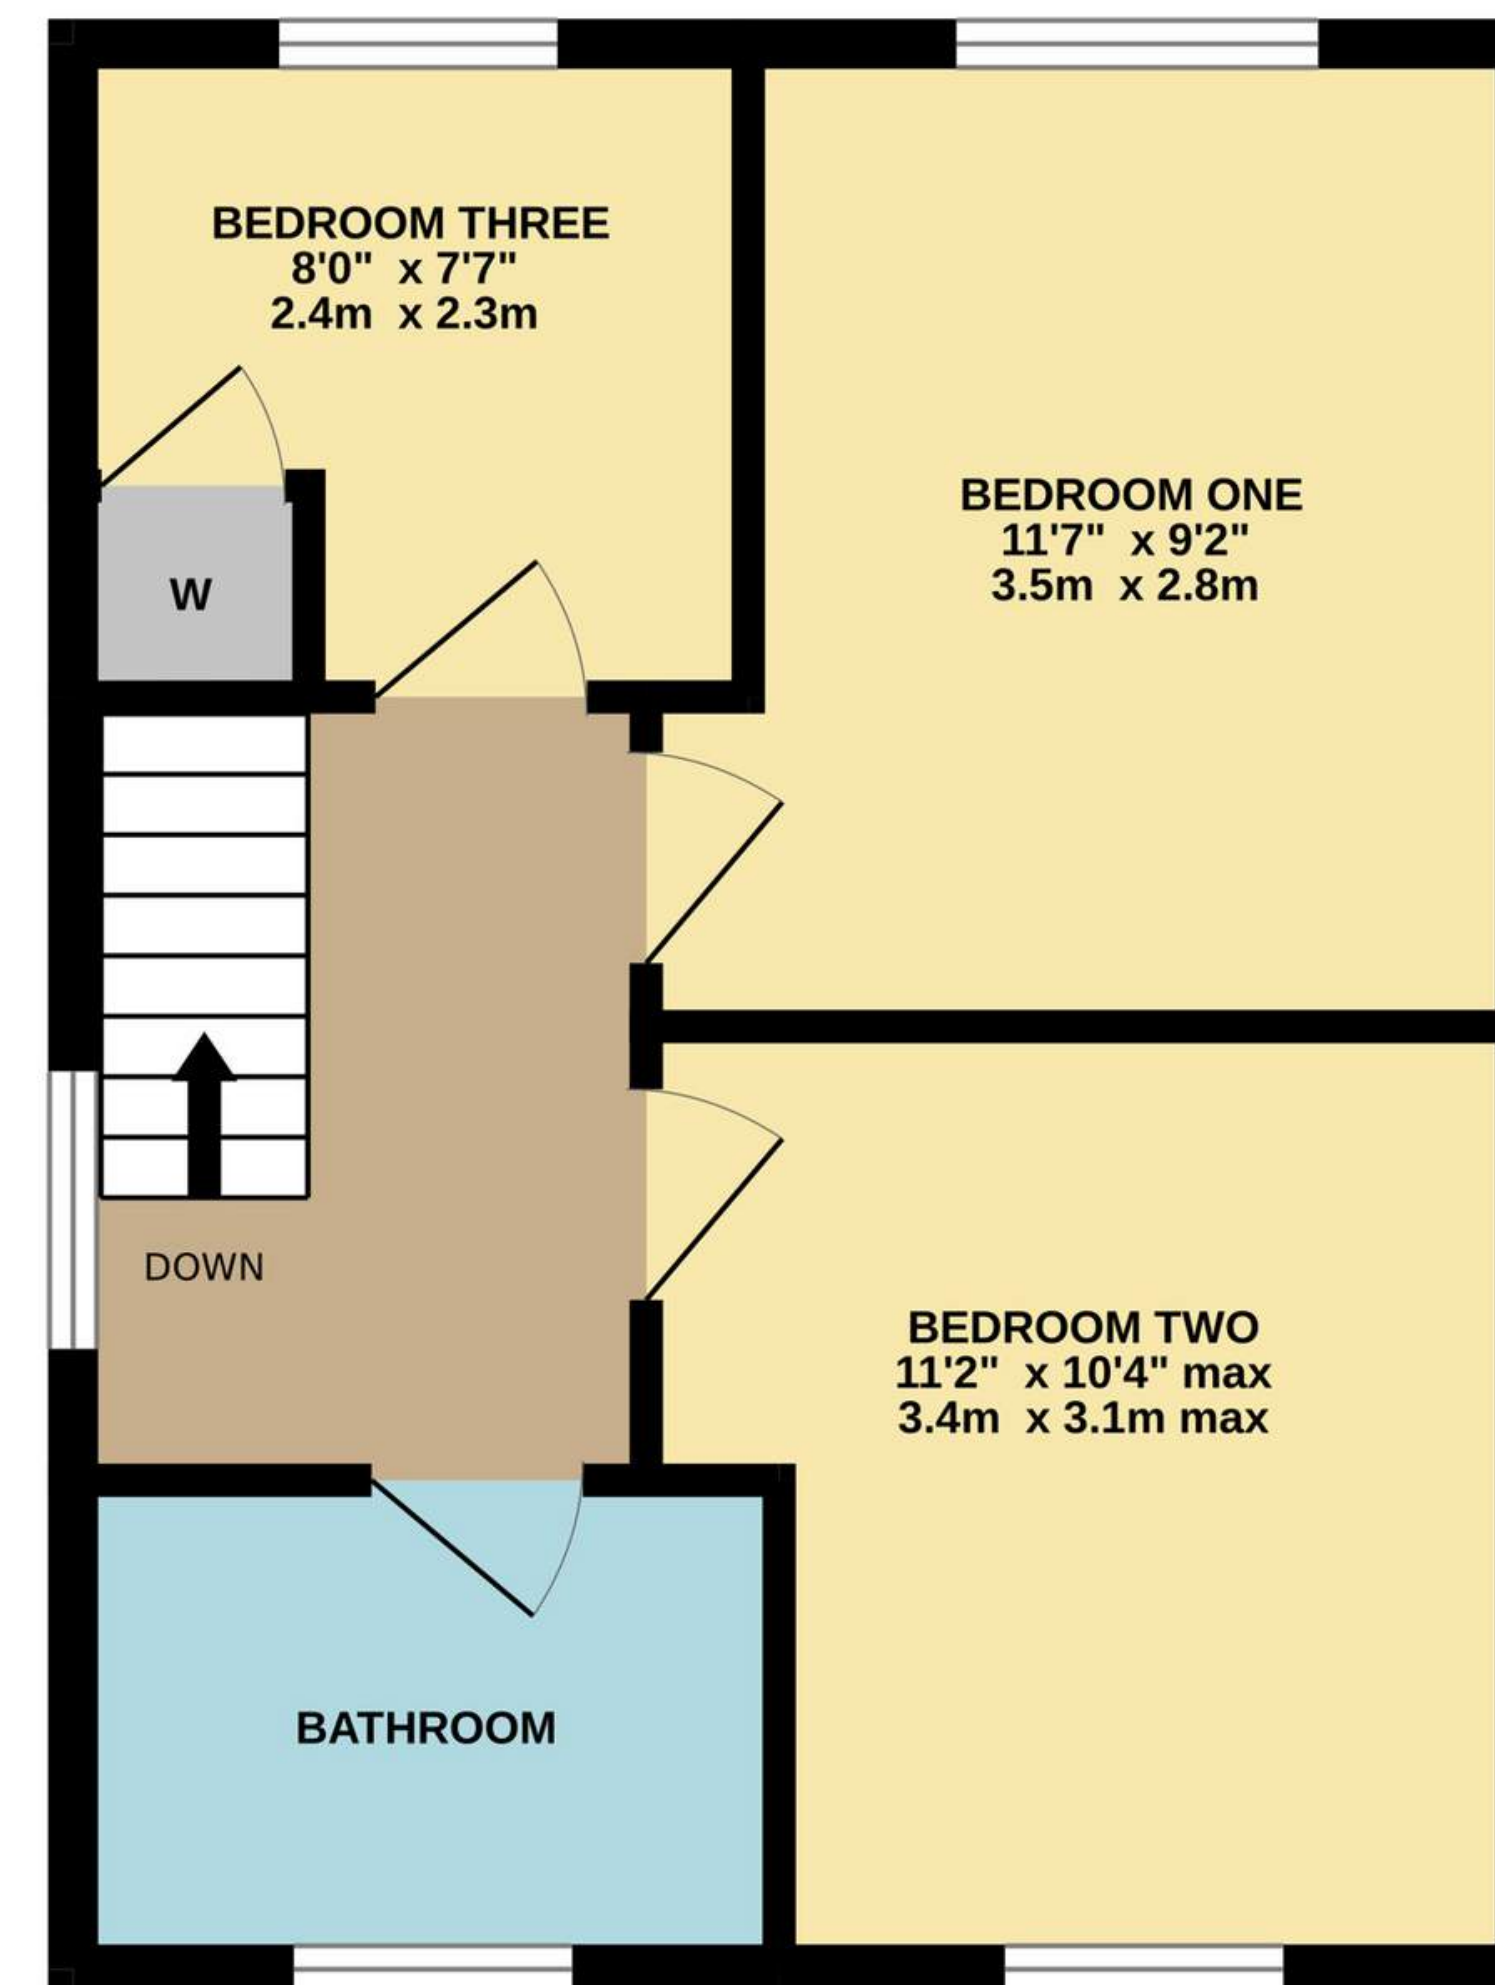 BEDROOM THREE
8'0" x 7'7"
2.4m x 2.3m
BEDROOM ONE
11'7" x 9'2"
3.5m x 2.8m
W
DOWN
BEDROOM TWO
11'2" x 10'4" max
3.4m x 3.1m max
BATHROOM